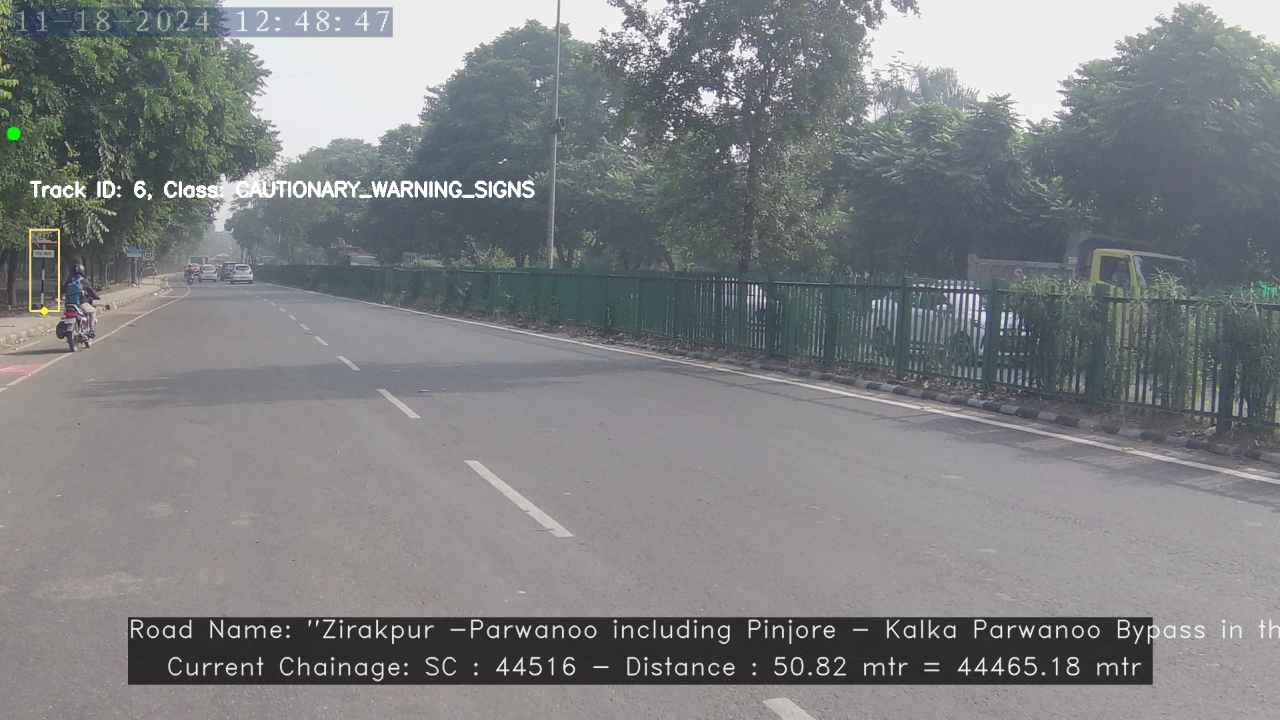 11-18-2024 12:48:47
Track ID: 6, Class: CAUTIONARY_WARNING_SIGNS
Road Name: "Zirakpur -Parwanoo including Pinjore - Kalka Parwanoo Bypass in th
Current Chainage: SC : 44516 - Distance : 50.82 mtr = 44465.18 mtr